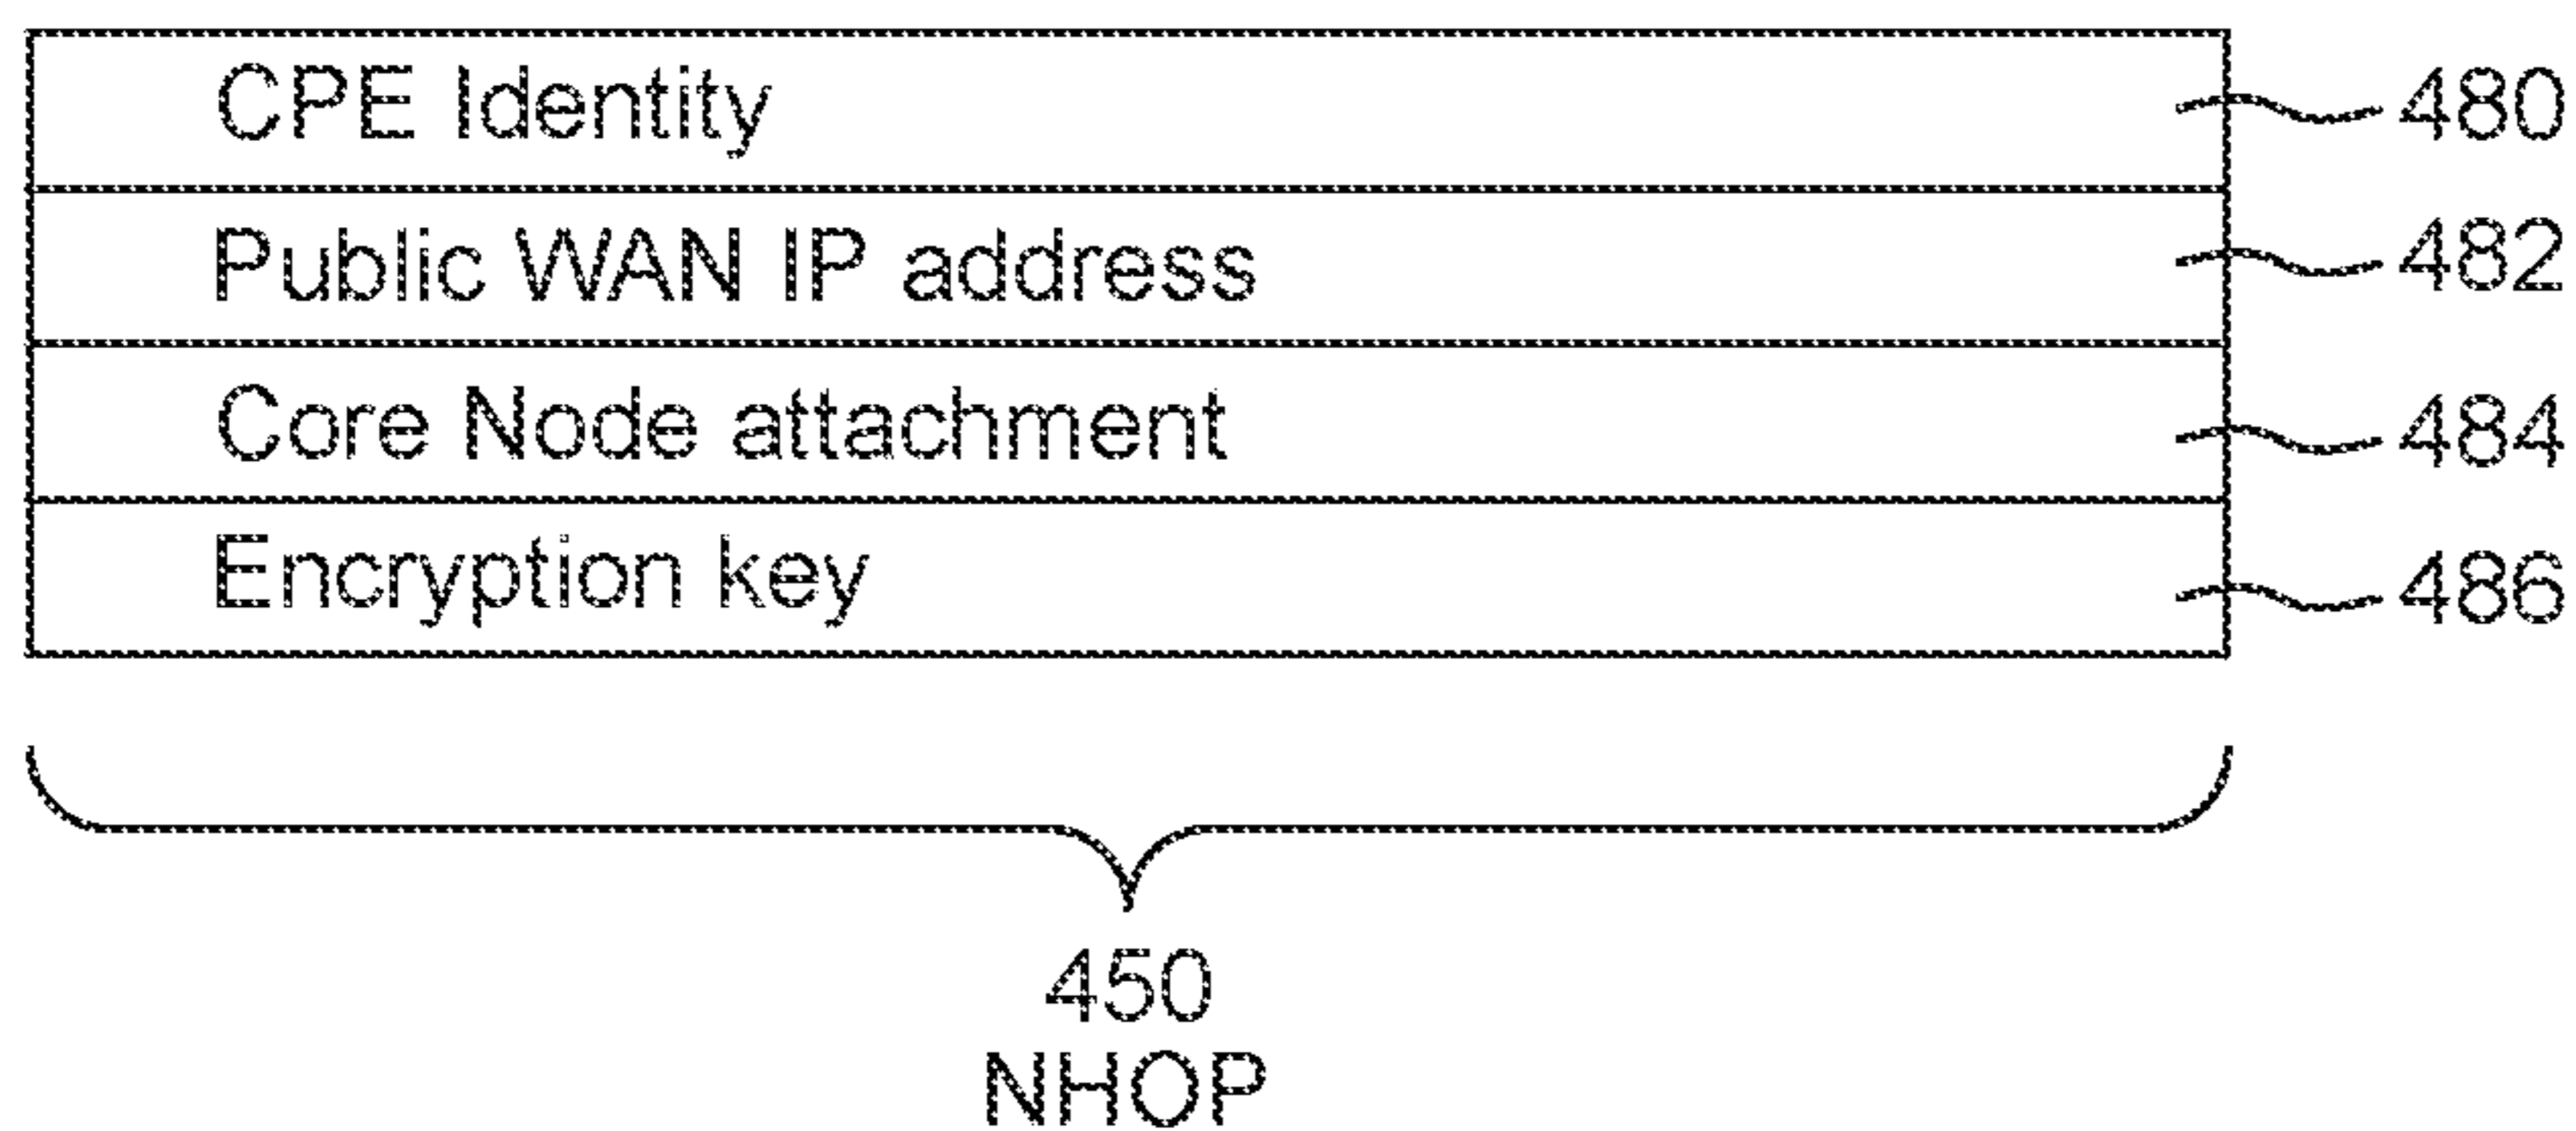 CPE Identity 480
Public WAN IP address 482
Core Node attachment 484
Encryption key 486
450
NHOP